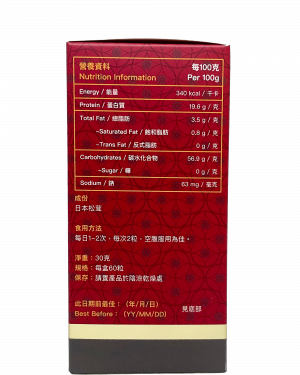 營養資料 每100克
Nutrition Information Per 100g
Energy / 能量 340 kcal / 千卡
Protein / 蛋白質 19.6 g / 克
Total Fat / 總脂肪 3.5 g / 克
–Saturated Fat / 飽和脂肪 0.8 g / 克
–Trans Fat / 反式脂肪 0 g / 克
Carbohydrates / 碳水化合物 56.9 g / 克
–Sugar / 糖 0 g / 克
Sodium / 鈉 63 mg / 毫克
成份
日本松茸
食用方法
每日1~2次，每次2粒，空腹服用為佳。
淨重：30克
規格：每盒60粒
保存：請置產品於陰涼乾燥處
此日期前最佳：（年/月/日） 見底部
Best Before：（YY/MM/DD）